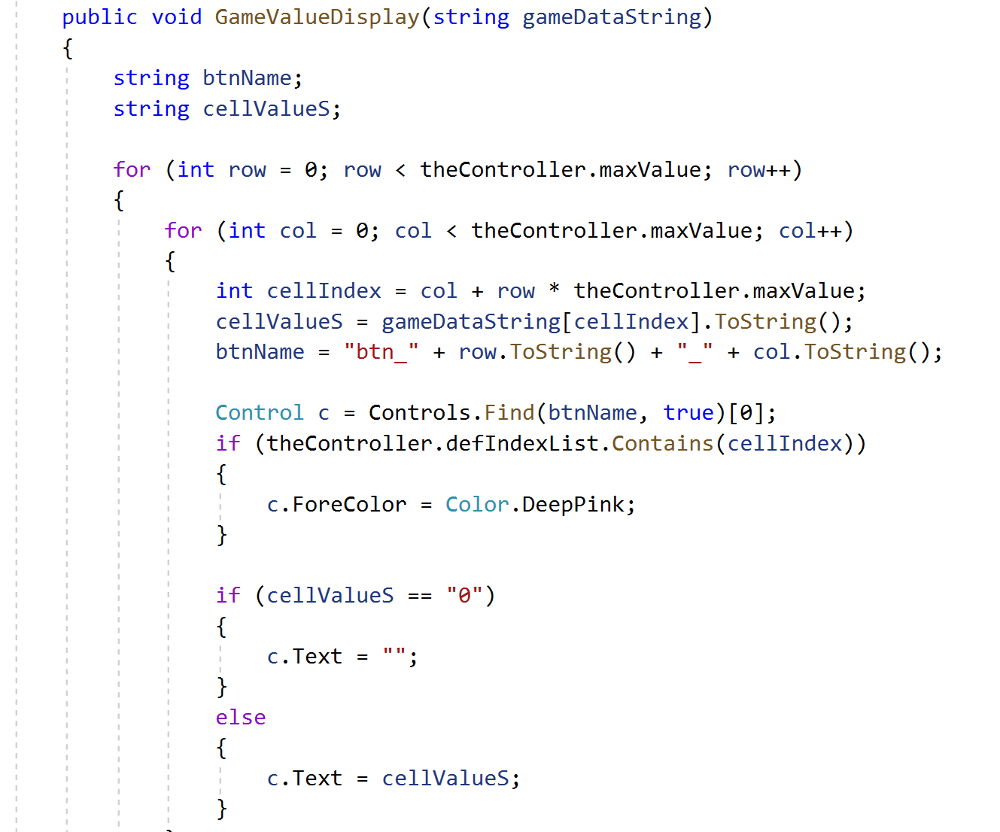 public void GameValueDisplay(string gameDataString)
{
string btnName;
string cellValueS;
for (int row = 0; row < theController.maxValue; row++)
{
for (int col = 0; col < theController.maxValue; col++)
{
int cellIndex = col + row * theController.maxValue;
cellValueS = gameDataString[cellIndex].ToString();
btnName = "btn_" + row.ToString() + "_" + col.ToString();
Control c = Controls.Find(btnName, true)[0];
if (theController.defIndexList.Contains(cellIndex))
{
c.ForeColor = Color.DeepPink;
}
if (cellValueS == "0")
{
c.Text = "";
}
else
{
c.Text = cellValueS;
}